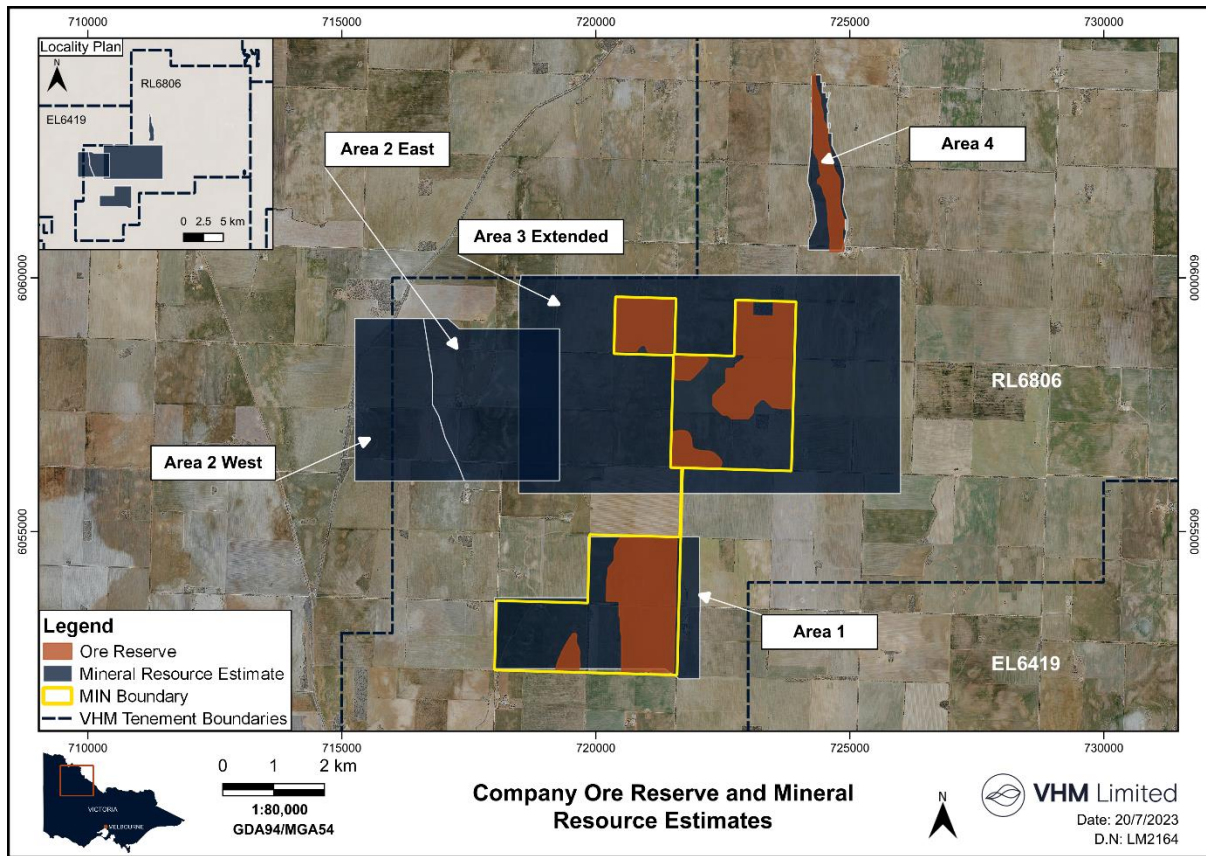 710000
715000
720000
725000
730000
Locality Plan
N
RL6806
EL6419
0 2.5 5 km
Area 2 East
Area 3 Extended
Area 4
6060000
6060000
RL6806
Area 2 West
6055000
6055000
Area 1
EL6419
Legend
Ore Reserve
Mineral Resource Estimate
MIN Boundary
VHM Tenement Boundaries
710000
715000
720000
725000
730000
VICTORIA
MELBOURNE
0 1 2 km
1:80,000
GDA94/MGA54
Company Ore Reserve and Mineral
Resource Estimates
N
VHM Limited
Date: 20/7/2023
D.N: LM2164